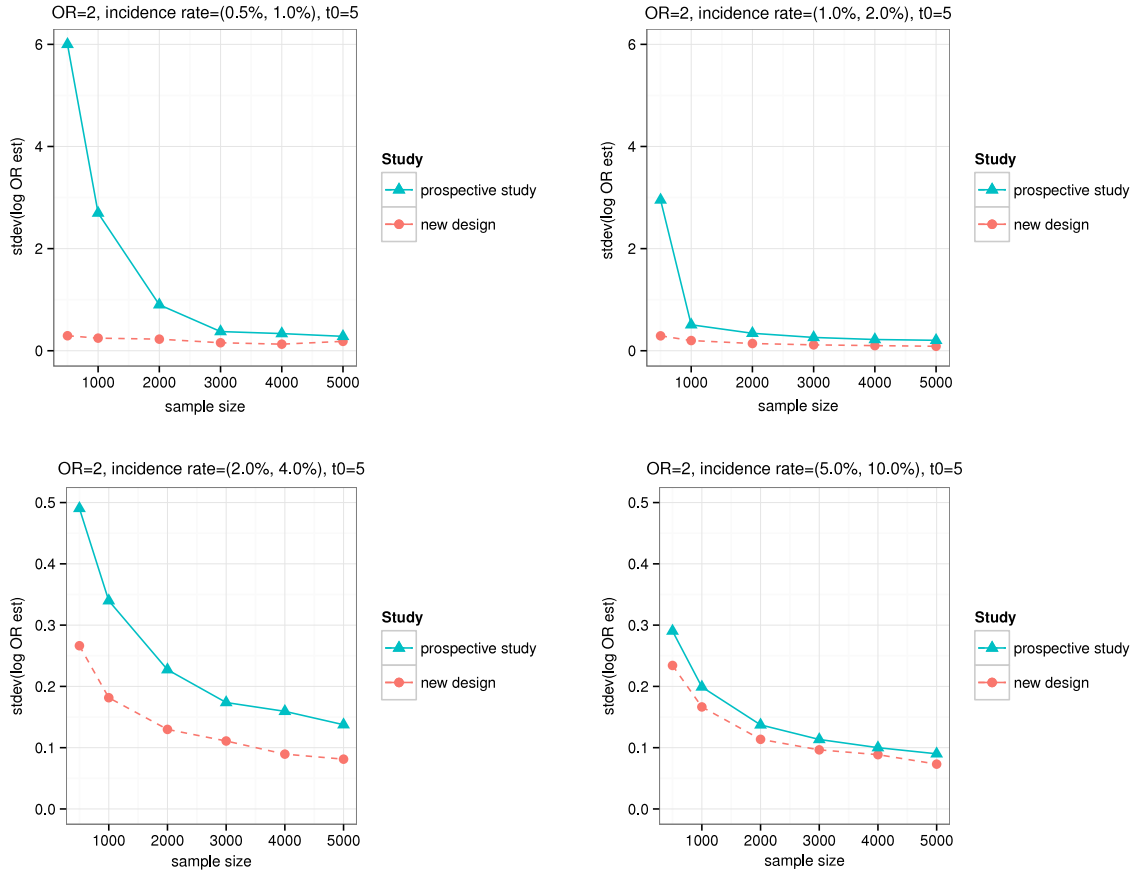 OR=2, incidence rate=(0.5%, 1.0%), t0=5
6
4
2
0
stdev(log OR est)
1000 2000 3000 4000 5000
sample size
Study
prospective study
new design
OR=2, incidence rate=(1.0%, 2.0%), t0=5
6
4
2
0
stdev(log OR est)
1000 2000 3000 4000 5000
sample size
Study
prospective study
new design
OR=2, incidence rate=(2.0%, 4.0%), t0=5
0.5
0.4
0.3
0.2
0.1
0.0
stdev(log OR est)
1000 2000 3000 4000 5000
sample size
Study
prospective study
new design
OR=2, incidence rate=(5.0%, 10.0%), t0=5
0.5
0.4
0.3
0.2
0.1
0.0
stdev(log OR est)
1000 2000 3000 4000 5000
sample size
Study
prospective study
new design